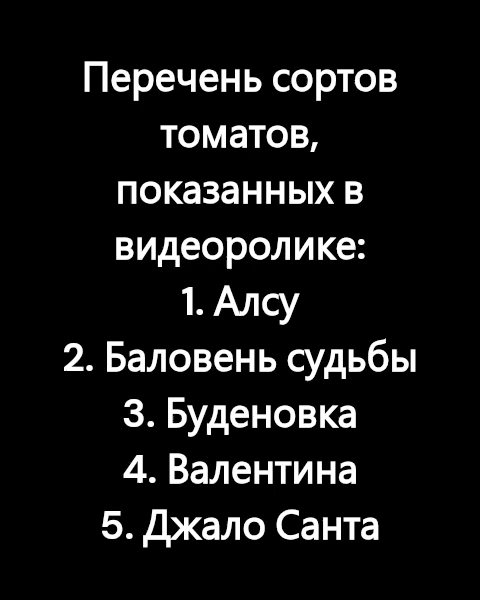 Перечень сортов
томатов,
показанных в
видеоролике:
1. Алсу
2. Баловень судьбы
3. Буденовка
4. Валентина
5. Джало Санта